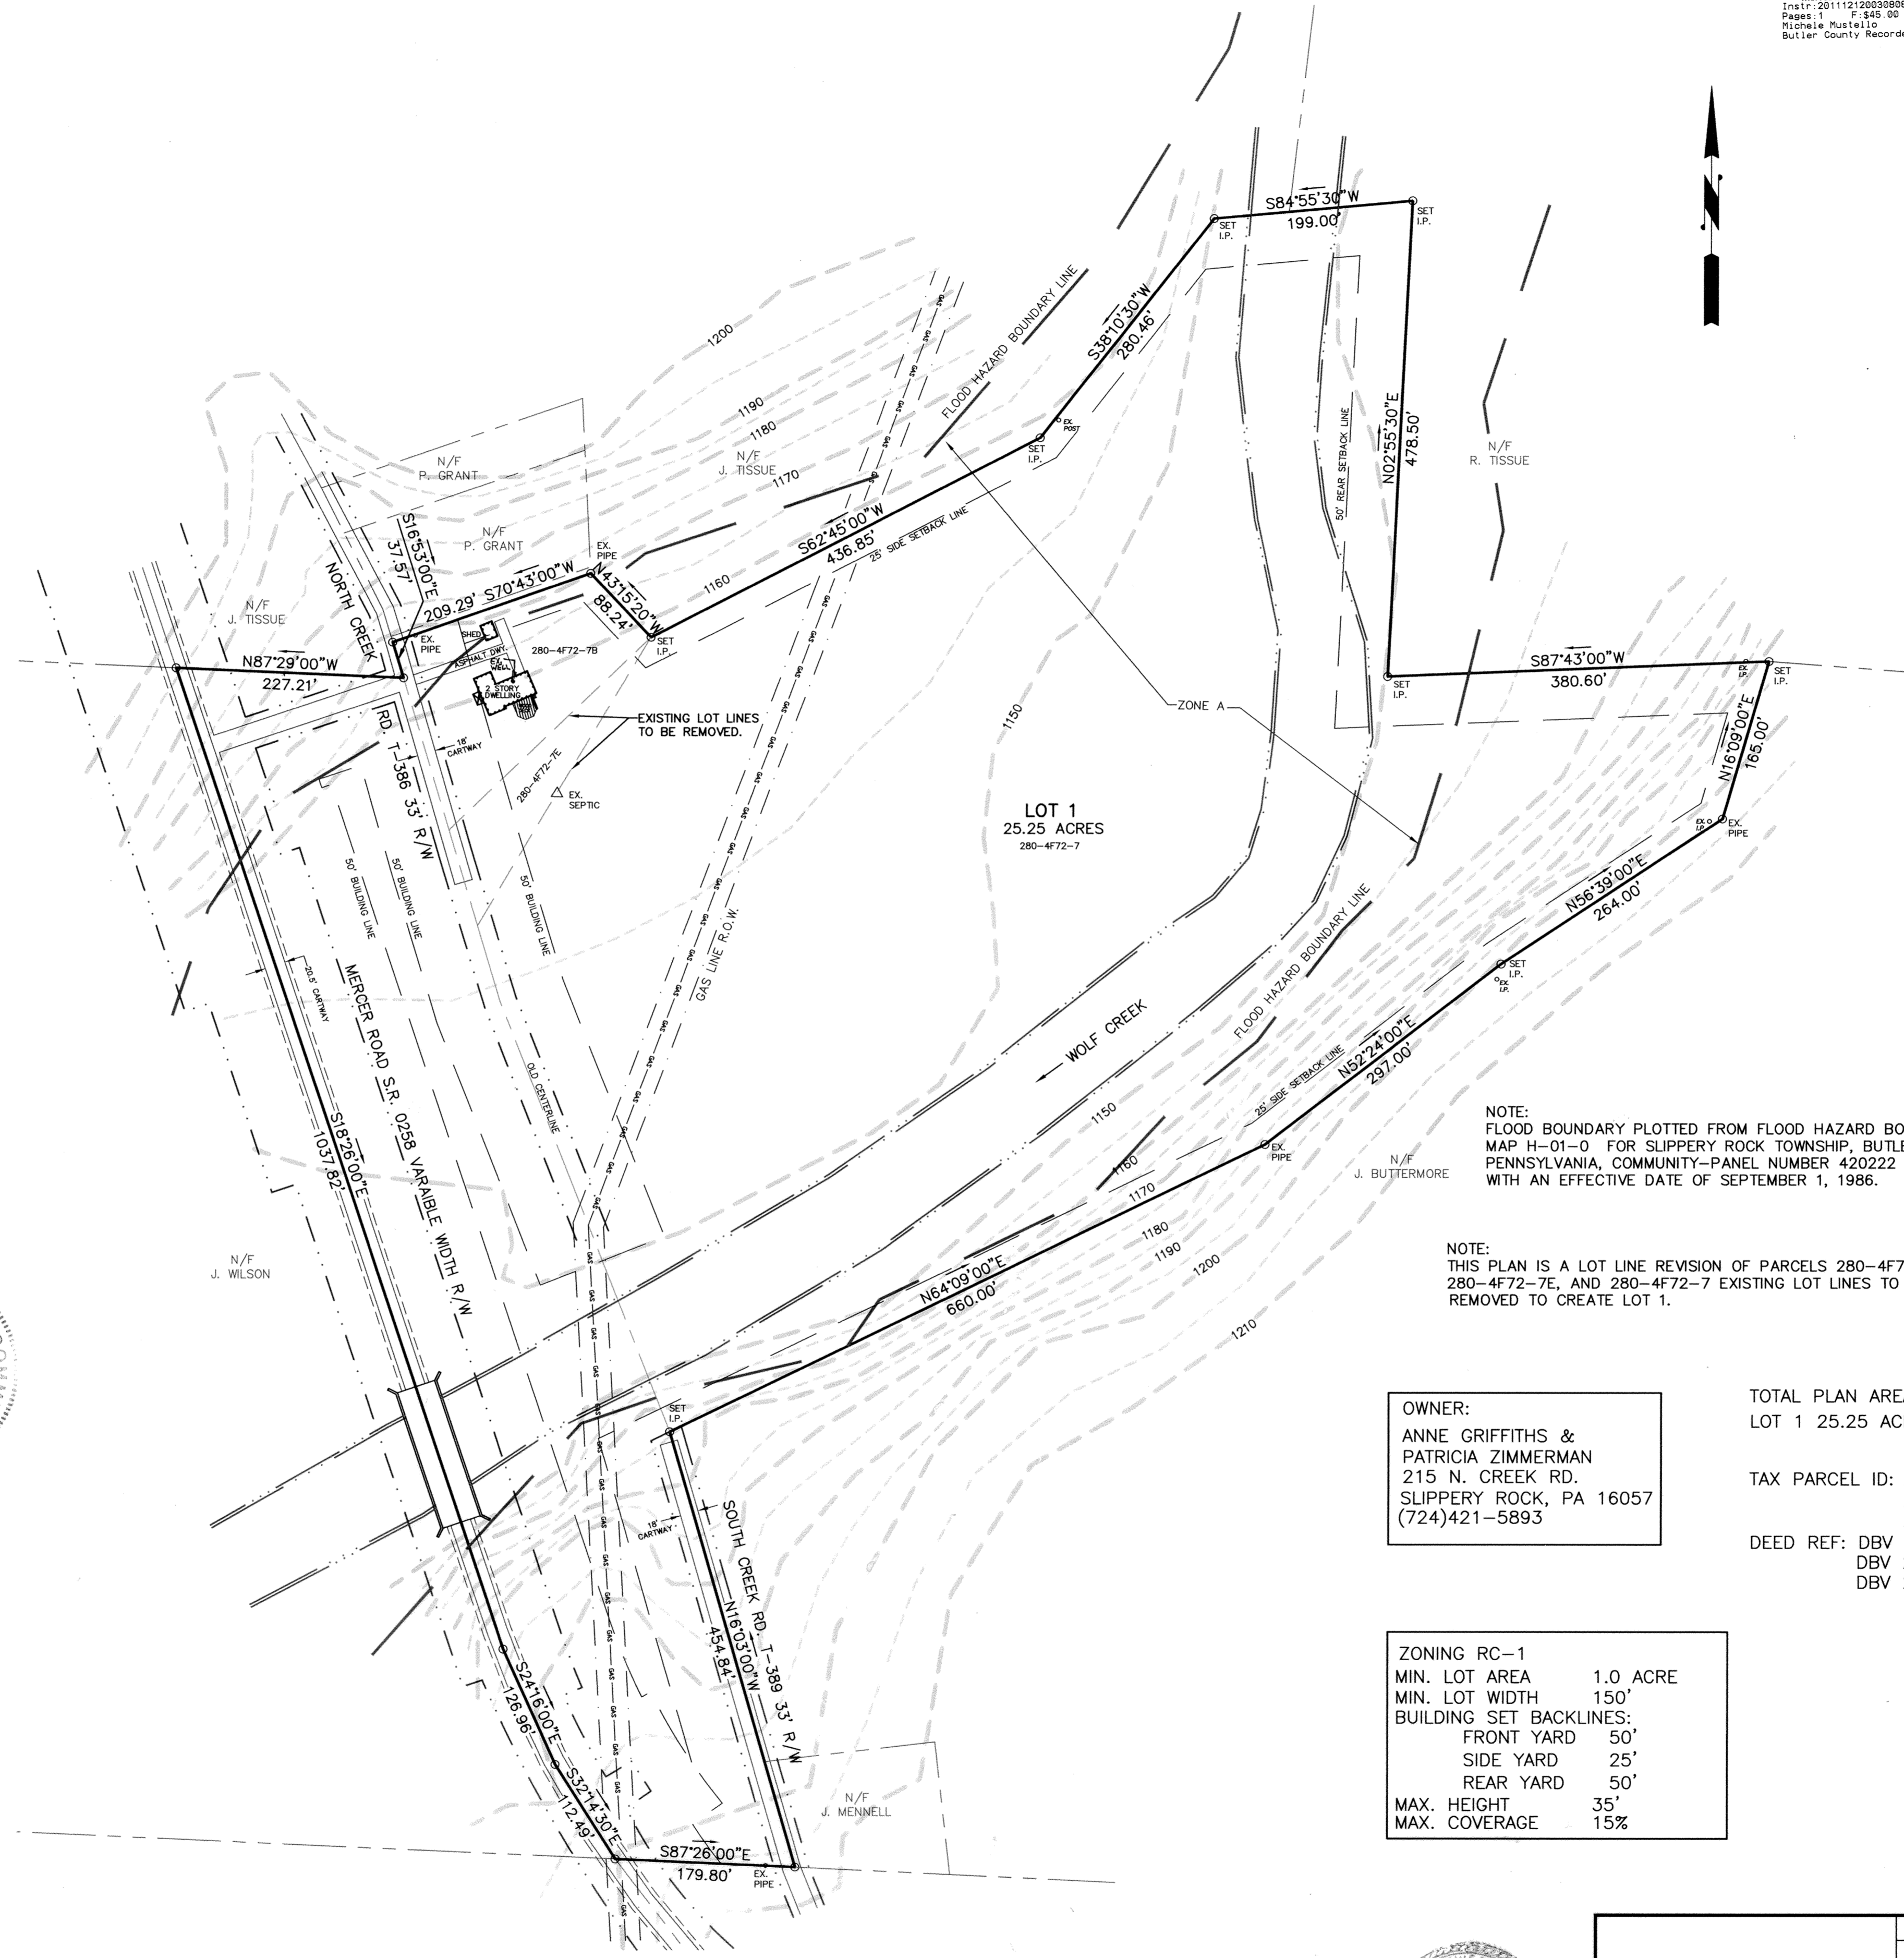 Instr:20111212003080
Pages:1 F:$45.00
Michele Mustello
Butler County Recorder
N
S84°55'30"W
199.00'
SET
I.P.
SET
I.P.
S38°10'30"W
280.46'
FLOOD HAZARD BOUNDARY LINE
1200
1190
1180
1170
1160
N/F
P. GRANT
N/F
J. TISSUE
N/F
P. GRANT
EX.
POST
SET
I.P.
50' REAR SETBACK LINE
N02°55'30"E
478.50'
N/F
R. TISSUE
S62°45'00"W
436.85'
25' SIDE SETBACK LINE
S16°53'00"E
37.57'
NORTH CREEK
RD. T-386 33' R/W
N/F
J. TISSUE
209.29' S70°43'00"W
EX.
PIPE
N43°15'20"W
88.24'
EX.
PIPE
SHED
ASPHALT DWY.
EX.
WELL
2 STORY
DWELLING
280-4F72-7B
SET
I.P.
N87°29'00"W
227.21'
S87°43'00"W
380.60'
SET
I.P.
EX.
I.P.
SET
I.P.
EXISTING LOT LINES
TO BE REMOVED.
ZONE A
1150
18'
CARTWAY
280-4F72-7E
EX.
SEPTIC
N16°09'00"E
165.00'
LOT 1
25.25 ACRES
280-4F72-7
EX.
I.P.
EX.
PIPE
50' BUILDING LINE
50' BUILDING LINE
50' BUILDING LINE
GAS LINE R.O.W.
GAS
N56°39'00"E
264.00'
SET
I.P.
EX.
I.P.
FLOOD HAZARD BOUNDARY LINE
20.5' CARTWAY
MERCER ROAD S.R. 0258 VARAIBLE WIDTH R/W
OLD CENTERLINE
WOLF CREEK
N52°24'00"E
297.00'
25' SIDE SETBACK LINE
S18°26'00"E
1037.82'
1150
1160
1170
1180
1190
1200
1210
EX.
PIPE
N/F
J. BUTTERMORE
NOTE:
FLOOD BOUNDARY PLOTTED FROM FLOOD HAZARD BO
MAP H-01-0 FOR SLIPPERY ROCK TOWNSHIP, BUTLE
PENNSYLVANIA, COMMUNITY-PANEL NUMBER 420222
WITH AN EFFECTIVE DATE OF SEPTEMBER 1, 1986.
N/F
J. WILSON
NOTE:
THIS PLAN IS A LOT LINE REVISION OF PARCELS 280-4F7
280-4F72-7E, AND 280-4F72-7 EXISTING LOT LINES TO
REMOVED TO CREATE LOT 1.
N64°09'00"E
660.00'
SET
I.P.
OWNER:
ANNE GRIFFITHS &
PATRICIA ZIMMERMAN
215 N. CREEK RD.
SLIPPERY ROCK, PA 16057
(724)421-5893
TOTAL PLAN AREA
LOT 1 25.25 AC
TAX PARCEL ID:
DEED REF: DBV
DBV
DBV
18'
CARTWAY
SOUTH CREEK RD. T-389 33' R/W
N16°03'00"W
454.84'
S24°16'00"E
126.96'
S32°14'30"E
112.49'
S87°26'00"E
179.80'
EX.
PIPE
N/F
J. MENNELL
ZONING RC-1
MIN. LOT AREA 1.0 ACRE
MIN. LOT WIDTH 150'
BUILDING SET BACKLINES:
FRONT YARD 50'
SIDE YARD 25'
REAR YARD 50'
MAX. HEIGHT 35'
MAX. COVERAGE 15%